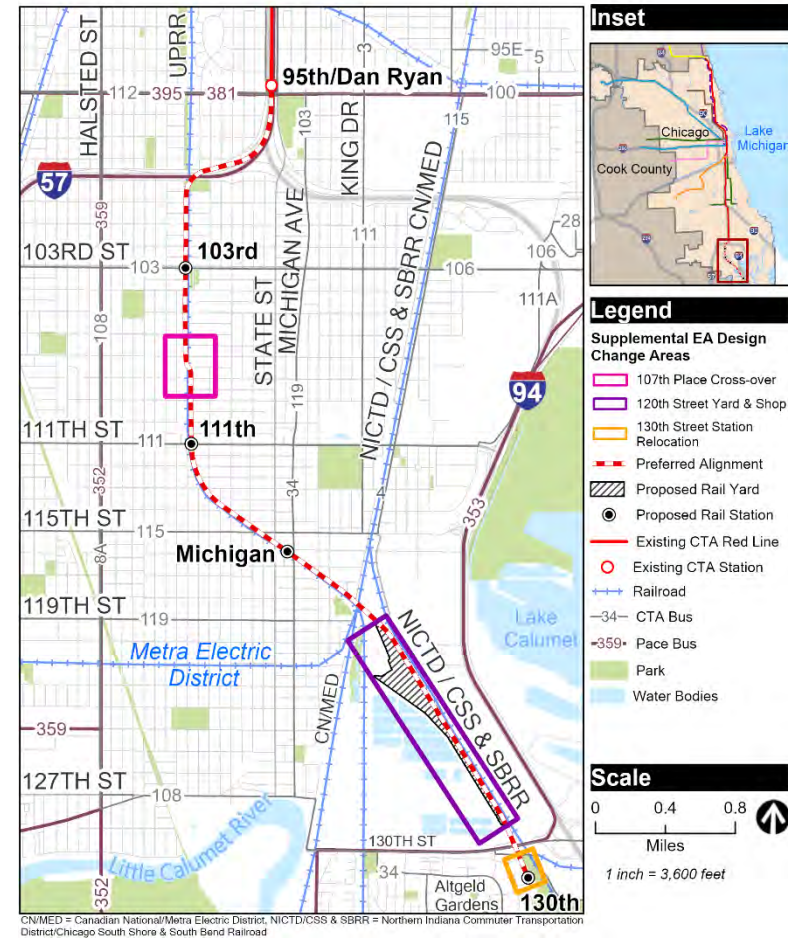 HALSTED ST
UPRR
3
95E
5
95th/Dan Ryan
112
395
381
100
103
115
KING DR
57
359
MICHIGAN AVE
STATE ST
NICTD / CSS & SBRR CN/MED
111
28
103RD ST
103
103rd
106
106
111A
108
119
94
111TH ST
111
111th
352
34
4
353
115TH ST
8A
115
Michigan
119TH ST
119
Lake
Calumet
Metra Electric
District
NICTD / CSS & SBRR
CN/MED
359
127TH ST
108
Little Calumet River
130TH ST
34
Altgeld
Gardens
130th
352
CN/MED = Canadian National/Metra Electric District, NICTD/CSS & SBRR = Northern Indiana Commuter Transportation
District/Chicago South Shore & South Bend Railroad
Inset
Chicago
Lake
Michigan
Cook County
Legend
Supplemental EA Design
Change Areas
107th Place Cross-over
120th Street Yard & Shop
130th Street Station
Relocation
Preferred Alignment
Proposed Rail Yard
Proposed Rail Station
Existing CTA Red Line
Existing CTA Station
Railroad
34 CTA Bus
359 Pace Bus
Park
Water Bodies
Scale
0 0.4 0.8
Miles
1 inch = 3,600 feet